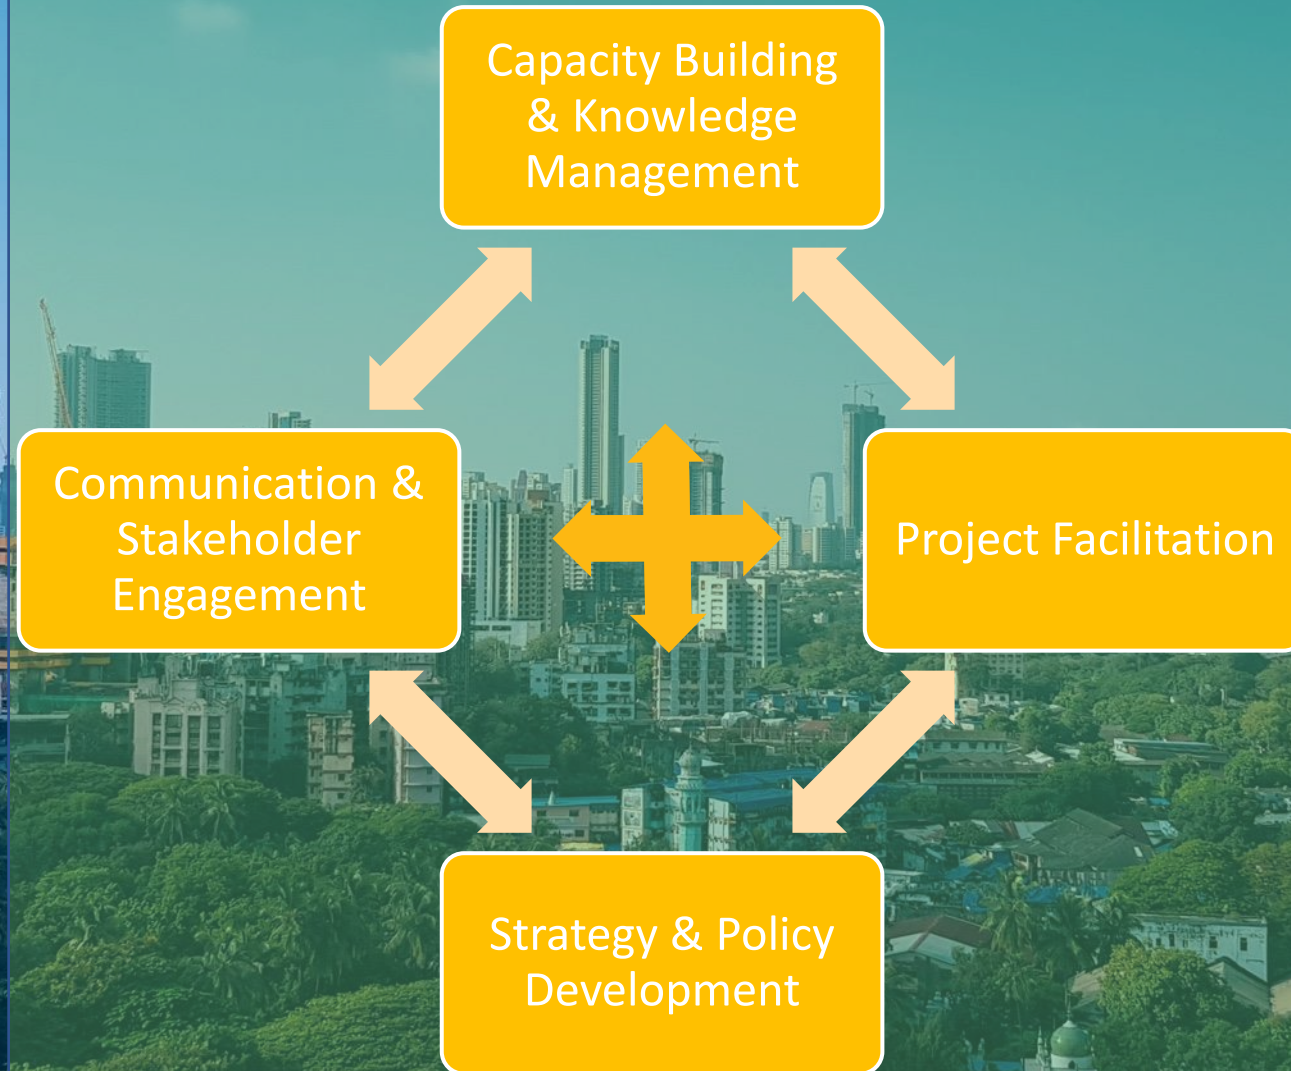 Capacity Building
& Knowledge
Management
Communication &
Stakeholder
Engagement
Project Facilitation
Strategy & Policy
Development